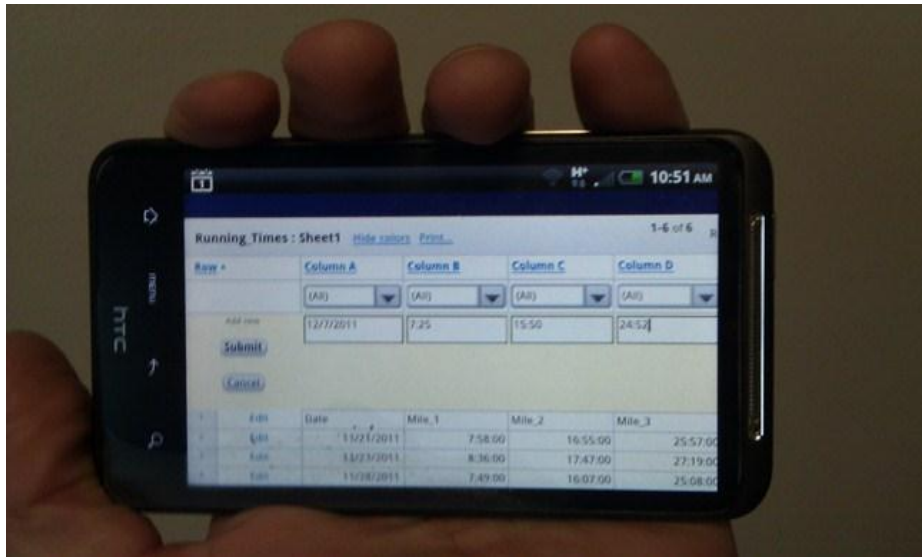 1
H+
10:51 AM
Running_Times : Sheet1 Hide colors Print...
1-6 of 6
Row
Column A Column B Column C Column D
(All) (All) (All) (All)
Add new
12/7/2011 7:25 15:50 24:52
Submit
Cancel
Edit Date Mile_1 Mile_2 Mile_3
Edit 11/21/2011 7:58:00 16:55:00 25:57:00
Edit 11/23/2011 8:36:00 17:47:00 27:19:00
Edit 11/28/2011 7:49:00 16:07:00 25:08:00
menu
htc